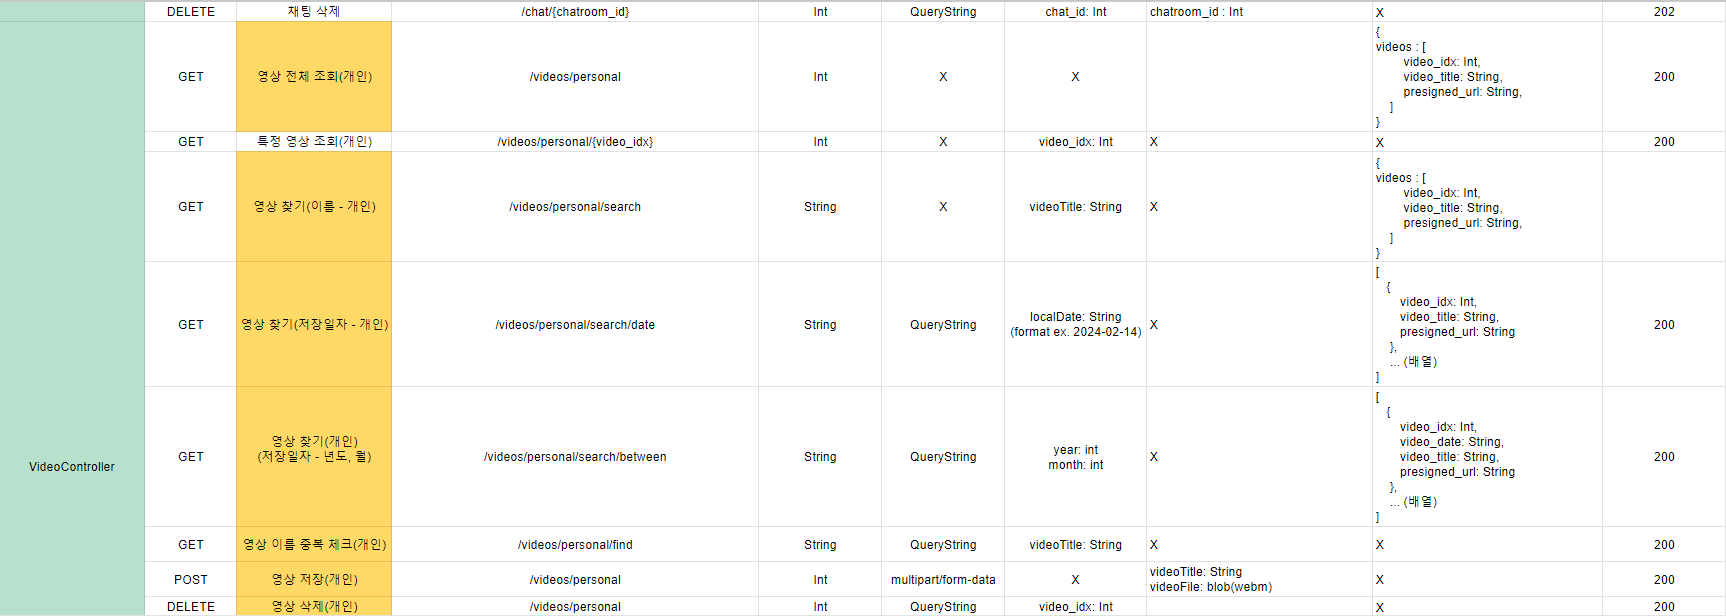 DELETE 채팅 삭제 /chat/{chatroom_id} Int QueryString chat_id: Int chatroom_id : Int X 202
VideoController
GET 영상 전체 조회(개인) /videos/personal Int X X
{
videos : [
video_idx: Int,
video_title: String,
presigned_url: String,
]
}
200
GET 특정 영상 조회(개인) /videos/personal/{video_idx} Int X video_idx: Int X X 200
GET 영상 찾기(이름 - 개인) /videos/personal/search String X videoTitle: String X
{
videos : [
video_idx: Int,
video_title: String,
presigned_url: String,
]
}
200
GET 영상 찾기(저장일자 - 개인) /videos/personal/search/date String QueryString
localDate: String
(format ex. 2024-02-14)
X
[
{
video_idx: Int,
video_title: String,
presigned_url: String
},
... (배열)
]
200
GET
영상 찾기(개인)
(저장일자 - 년도, 월)
/videos/personal/search/between String QueryString
year: int
month: int
X
[
{
video_idx: Int,
video_date: String,
video_title: String,
presigned_url: String
},
... (배열)
]
200
GET 영상 이름 중복 체크(개인) /videos/personal/find String QueryString videoTitle: String X X 200
POST 영상 저장(개인) /videos/personal Int multipart/form-data X
videoTitle: String
videoFile: blob(webm)
X 200
DELETE 영상 삭제(개인) /videos/personal Int QueryString video_idx: Int X 200